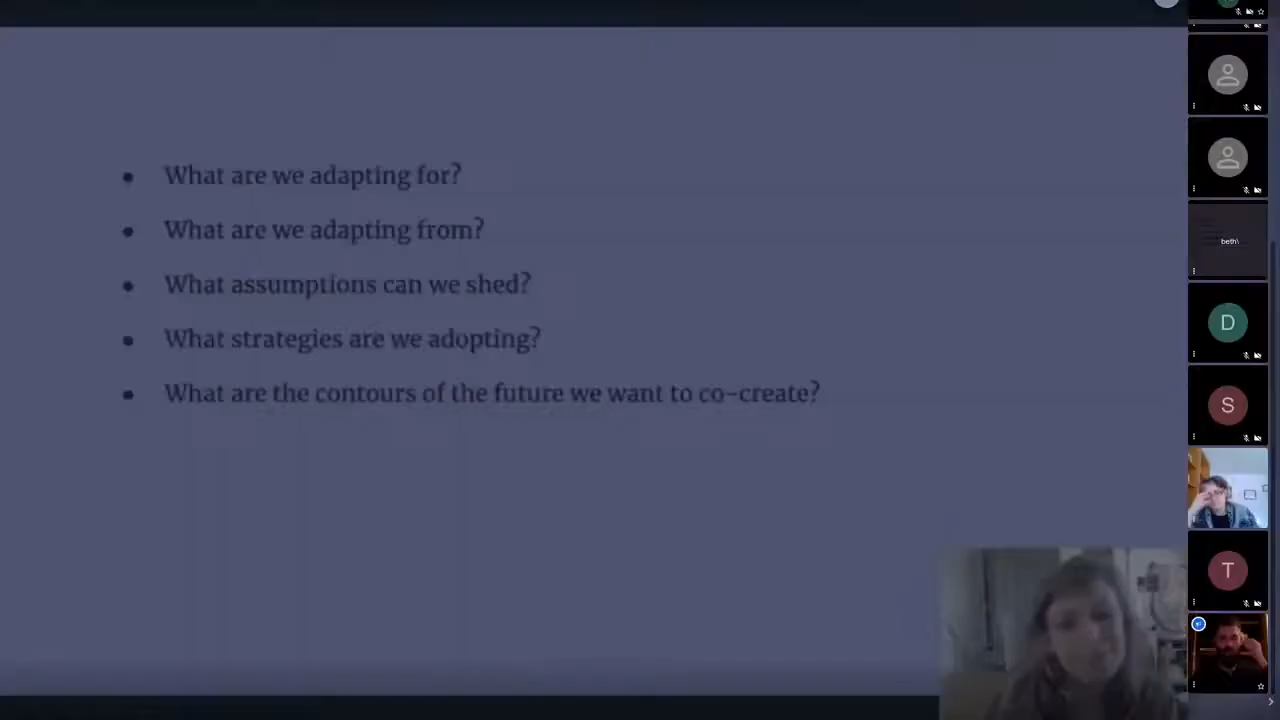 What are we adapting for?
What are we adapting from?
What assumptions can we shed?
What strategies are we adopting?
What are the contours of the future we want to co-create?
beth\
D
S
T